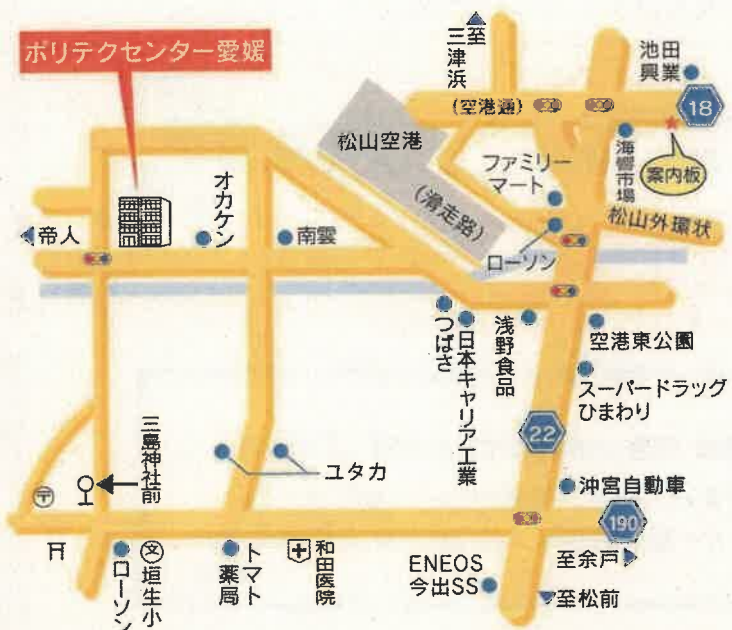 ポリテクセンター愛媛
至三津浜
池田興業
(空港通)
18
松山空港
(滑走路)
ファミリーマート
海響市場
案内板
松山外環状
オカケン
帝人
南雲
ローソン
つばさ
日本キャリア工業
浅野食品
空港東公園
スーパードラッグ
ひまわり
22
三島神社前
ユタカ
沖宮自動車
190
〒
文
ローソン
垣生小
トマト薬局
和田医院
ENEOS
今出SS
至余戸
至松前